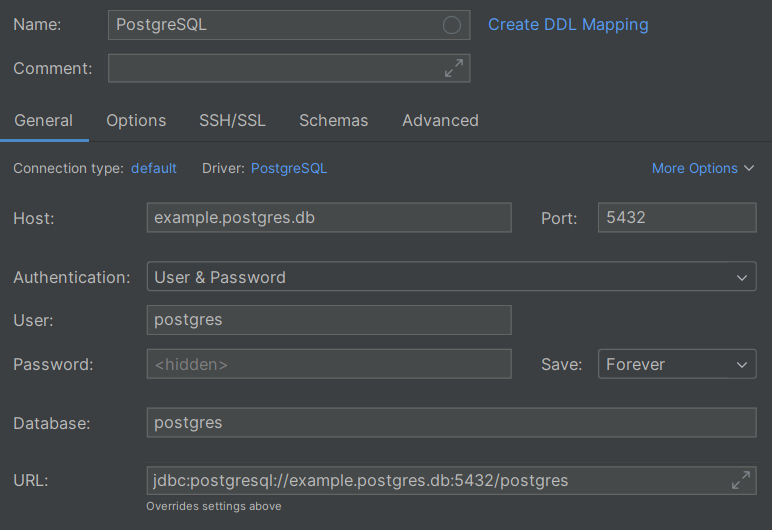 Name: PostgreSQL Create DDL Mapping
Comment:
General Options SSH/SSL Schemas Advanced
Connection type: default Driver: PostgreSQL More Options
Host: example.postgres.db Port: 5432
Authentication: User & Password
User: postgres
Password: <hidden> Save: Forever
Database: postgres
URL: jdbc:postgresql://example.postgres.db:5432/postgres
Overrides settings above